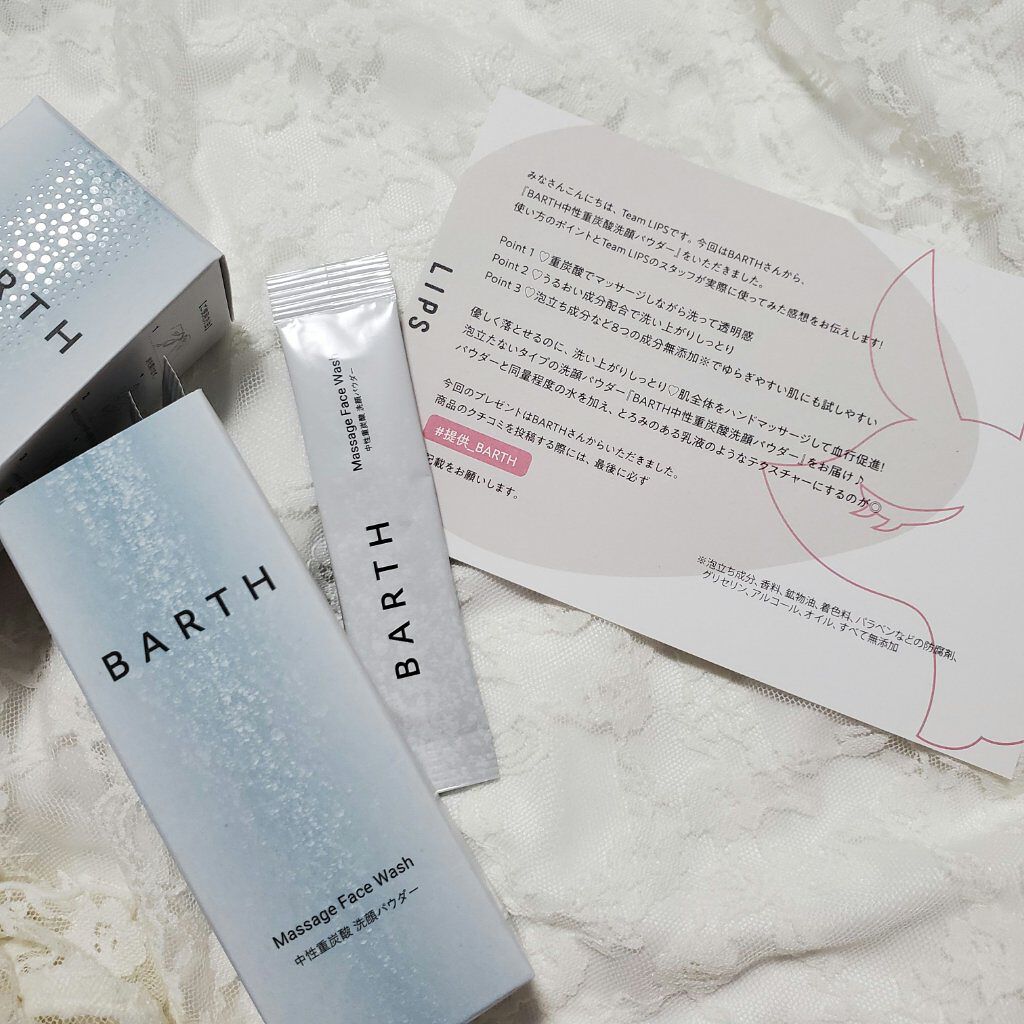 ARTH
BARTH
Massage Face Wash
中性重炭酸 洗顔パウダー
Massage Face Wash
中性重炭酸 洗顔パウダー
BARTH
LIPS
みなさんこんにちは、Team LIPSです。今回はBARTHさんから、
『BARTH中性重炭酸洗顔パウダー』をいただきました。
使い方のポイントとTeam LIPSのスタッフが実際に使ってみた感想をお伝えします!
Point 1 ♡重炭酸でマッサージしながら洗って透明感
Point 2 ♡うるおい成分配合で洗い上がりしっとり
Point 3 ♡泡立ち成分など8つの成分無添加※でゆらぎやすい肌にも試しやすい
優しく落とせるのに、洗い上がりしっとり♡肌全体をハンドマッサージして血行促進!
泡立たないタイプの洗顔パウダー『BARTH中性重炭酸洗顔パウダー』をお届け♪
パウダーと同量程度の水を加え、とろみのある乳液のようなテクスチャーにするのが◎
今回のプレゼントはBARTHさんからいただきました。
商品のクチコミを投稿する際には、最後に必ず
#提供_BARTH
記載をお願いします。
※泡立ち成分、香料、鉱物油、着色料、パラベンなどの防腐剤、
グリセリン、アルコール、オイル、すべて無添加